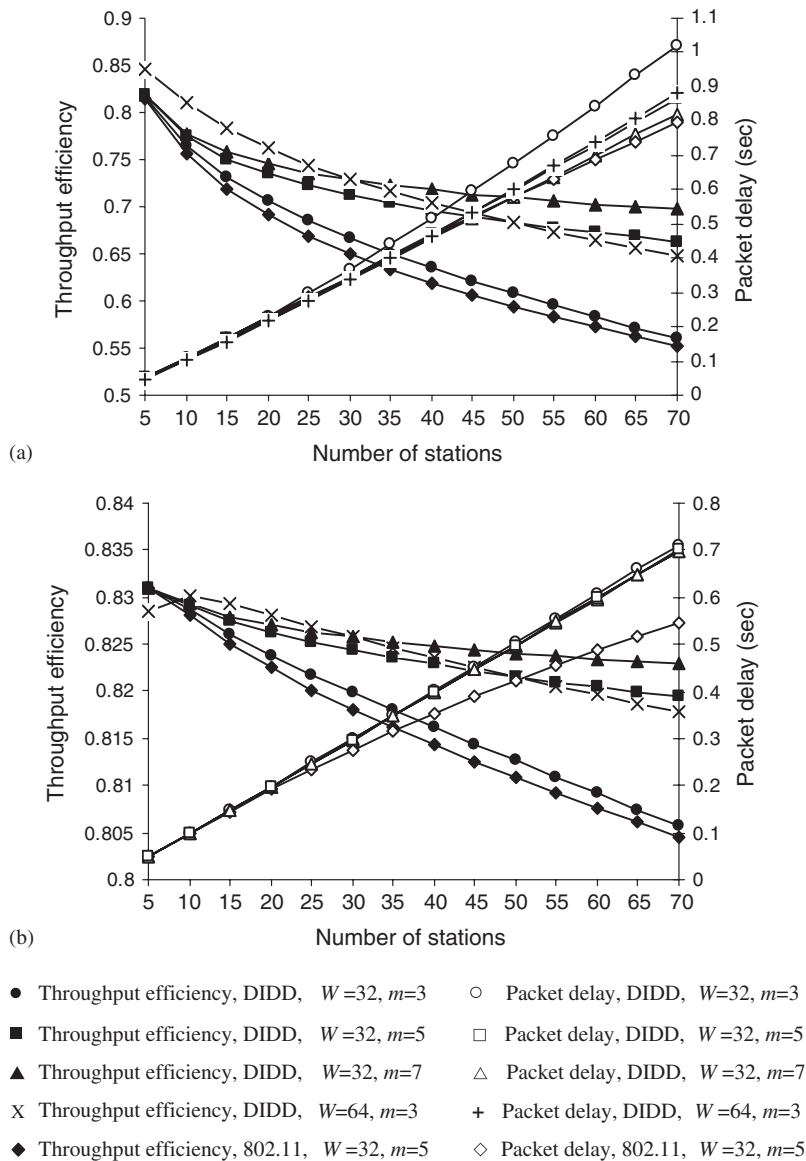 0.9
0.85
0.8
0.75
0.7
0.65
0.6
0.55
0.5
Throughput efficiency
1.1
1
0.9
0.8
0.7
0.6
0.5
0.4
0.3
0.2
0.1
0
Packet delay (sec)
5 10 15 20 25 30 35 40 45 50 55 60 65 70
(a)
Number of stations
0.84
0.835
0.83
0.825
0.82
0.815
0.81
0.805
0.8
Throughput efficiency
0.8
0.7
0.6
0.5
0.4
0.3
0.2
0.1
0
Packet delay (sec)
5 10 15 20 25 30 35 40 45 50 55 60 65 70
(b)
Number of stations
Throughput efficiency, DIDD, W =32, m=3
Packet delay, DIDD, W=32, m=3
Throughput efficiency, DIDD, W =32, m=5
Packet delay, DIDD, W =32, m=5
Throughput efficiency, DIDD, W=32, m=7
Packet delay, DIDD, W =32, m=7
Throughput efficiency, DIDD, W=64, m=3
Packet delay, DIDD, W =64, m=3
Throughput efficiency, 802.11, W =32, m=5
Packet delay, 802.11, W =32, m=5